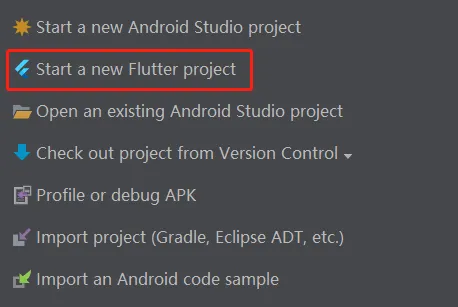 Start a new Android Studio project
Start a new Flutter project
Open an existing Android Studio project
Check out project from Version Control
Profile or debug APK
Import project (Gradle, Eclipse ADT, etc.)
Import an Android code sample